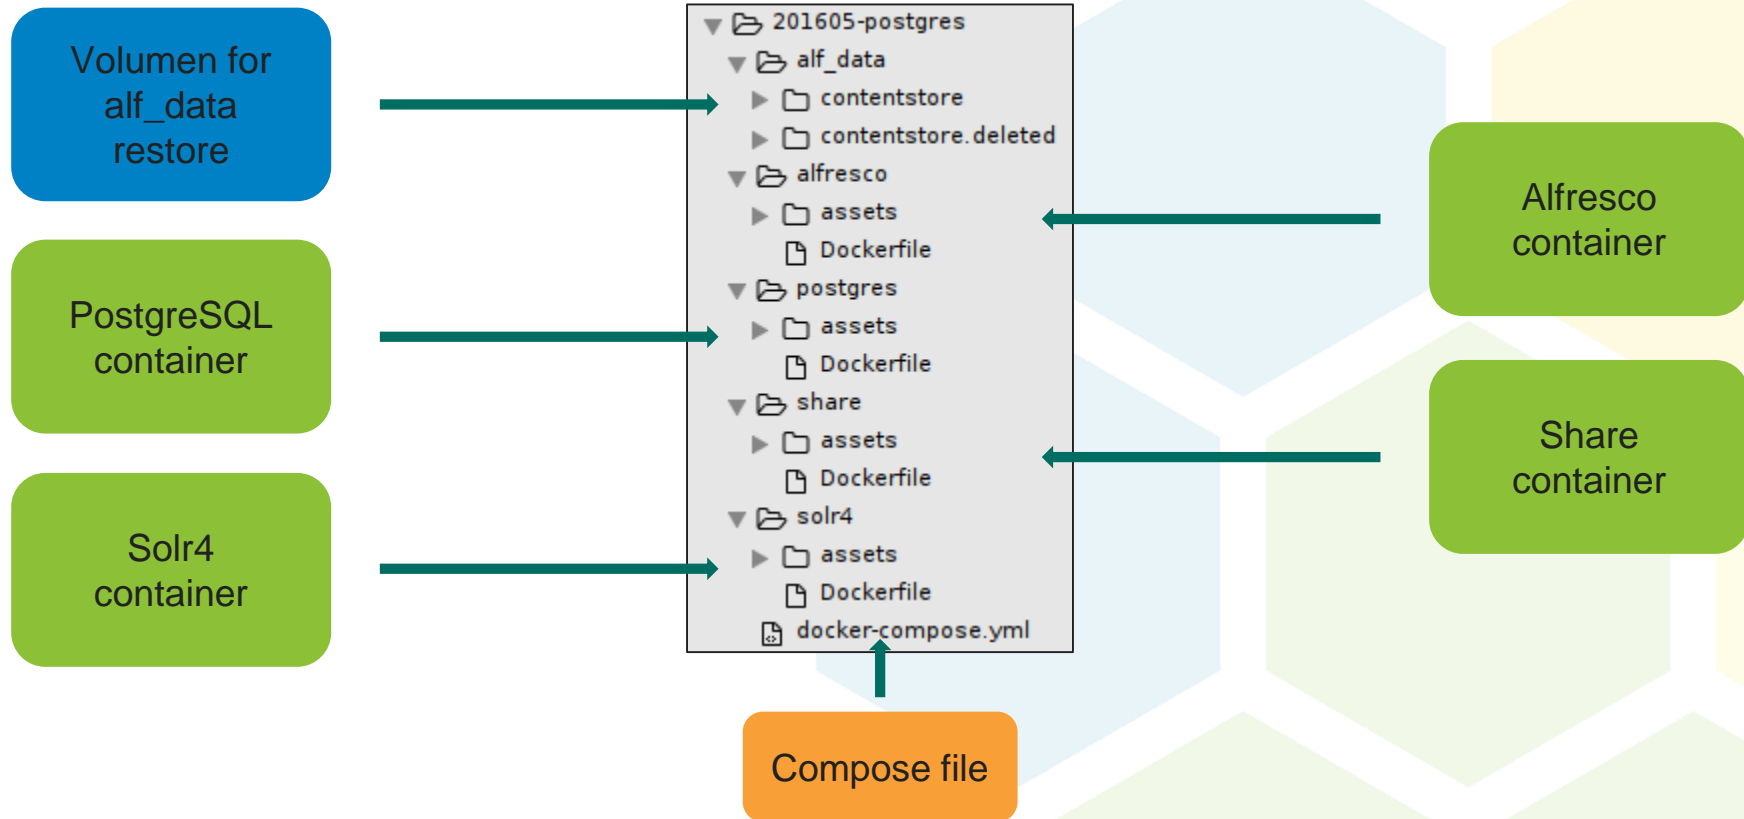 Volumen for
alf_data
restore
PostgreSQL
container
Solr4
container
201605-postgres
alf_data
contentstore
contentstore.deleted
alfresco
assets
Dockerfile
postgres
assets
Dockerfile
share
assets
Dockerfile
solr4
assets
Dockerfile
docker-compose.yml
Alfresco
container
Share
container
Compose file